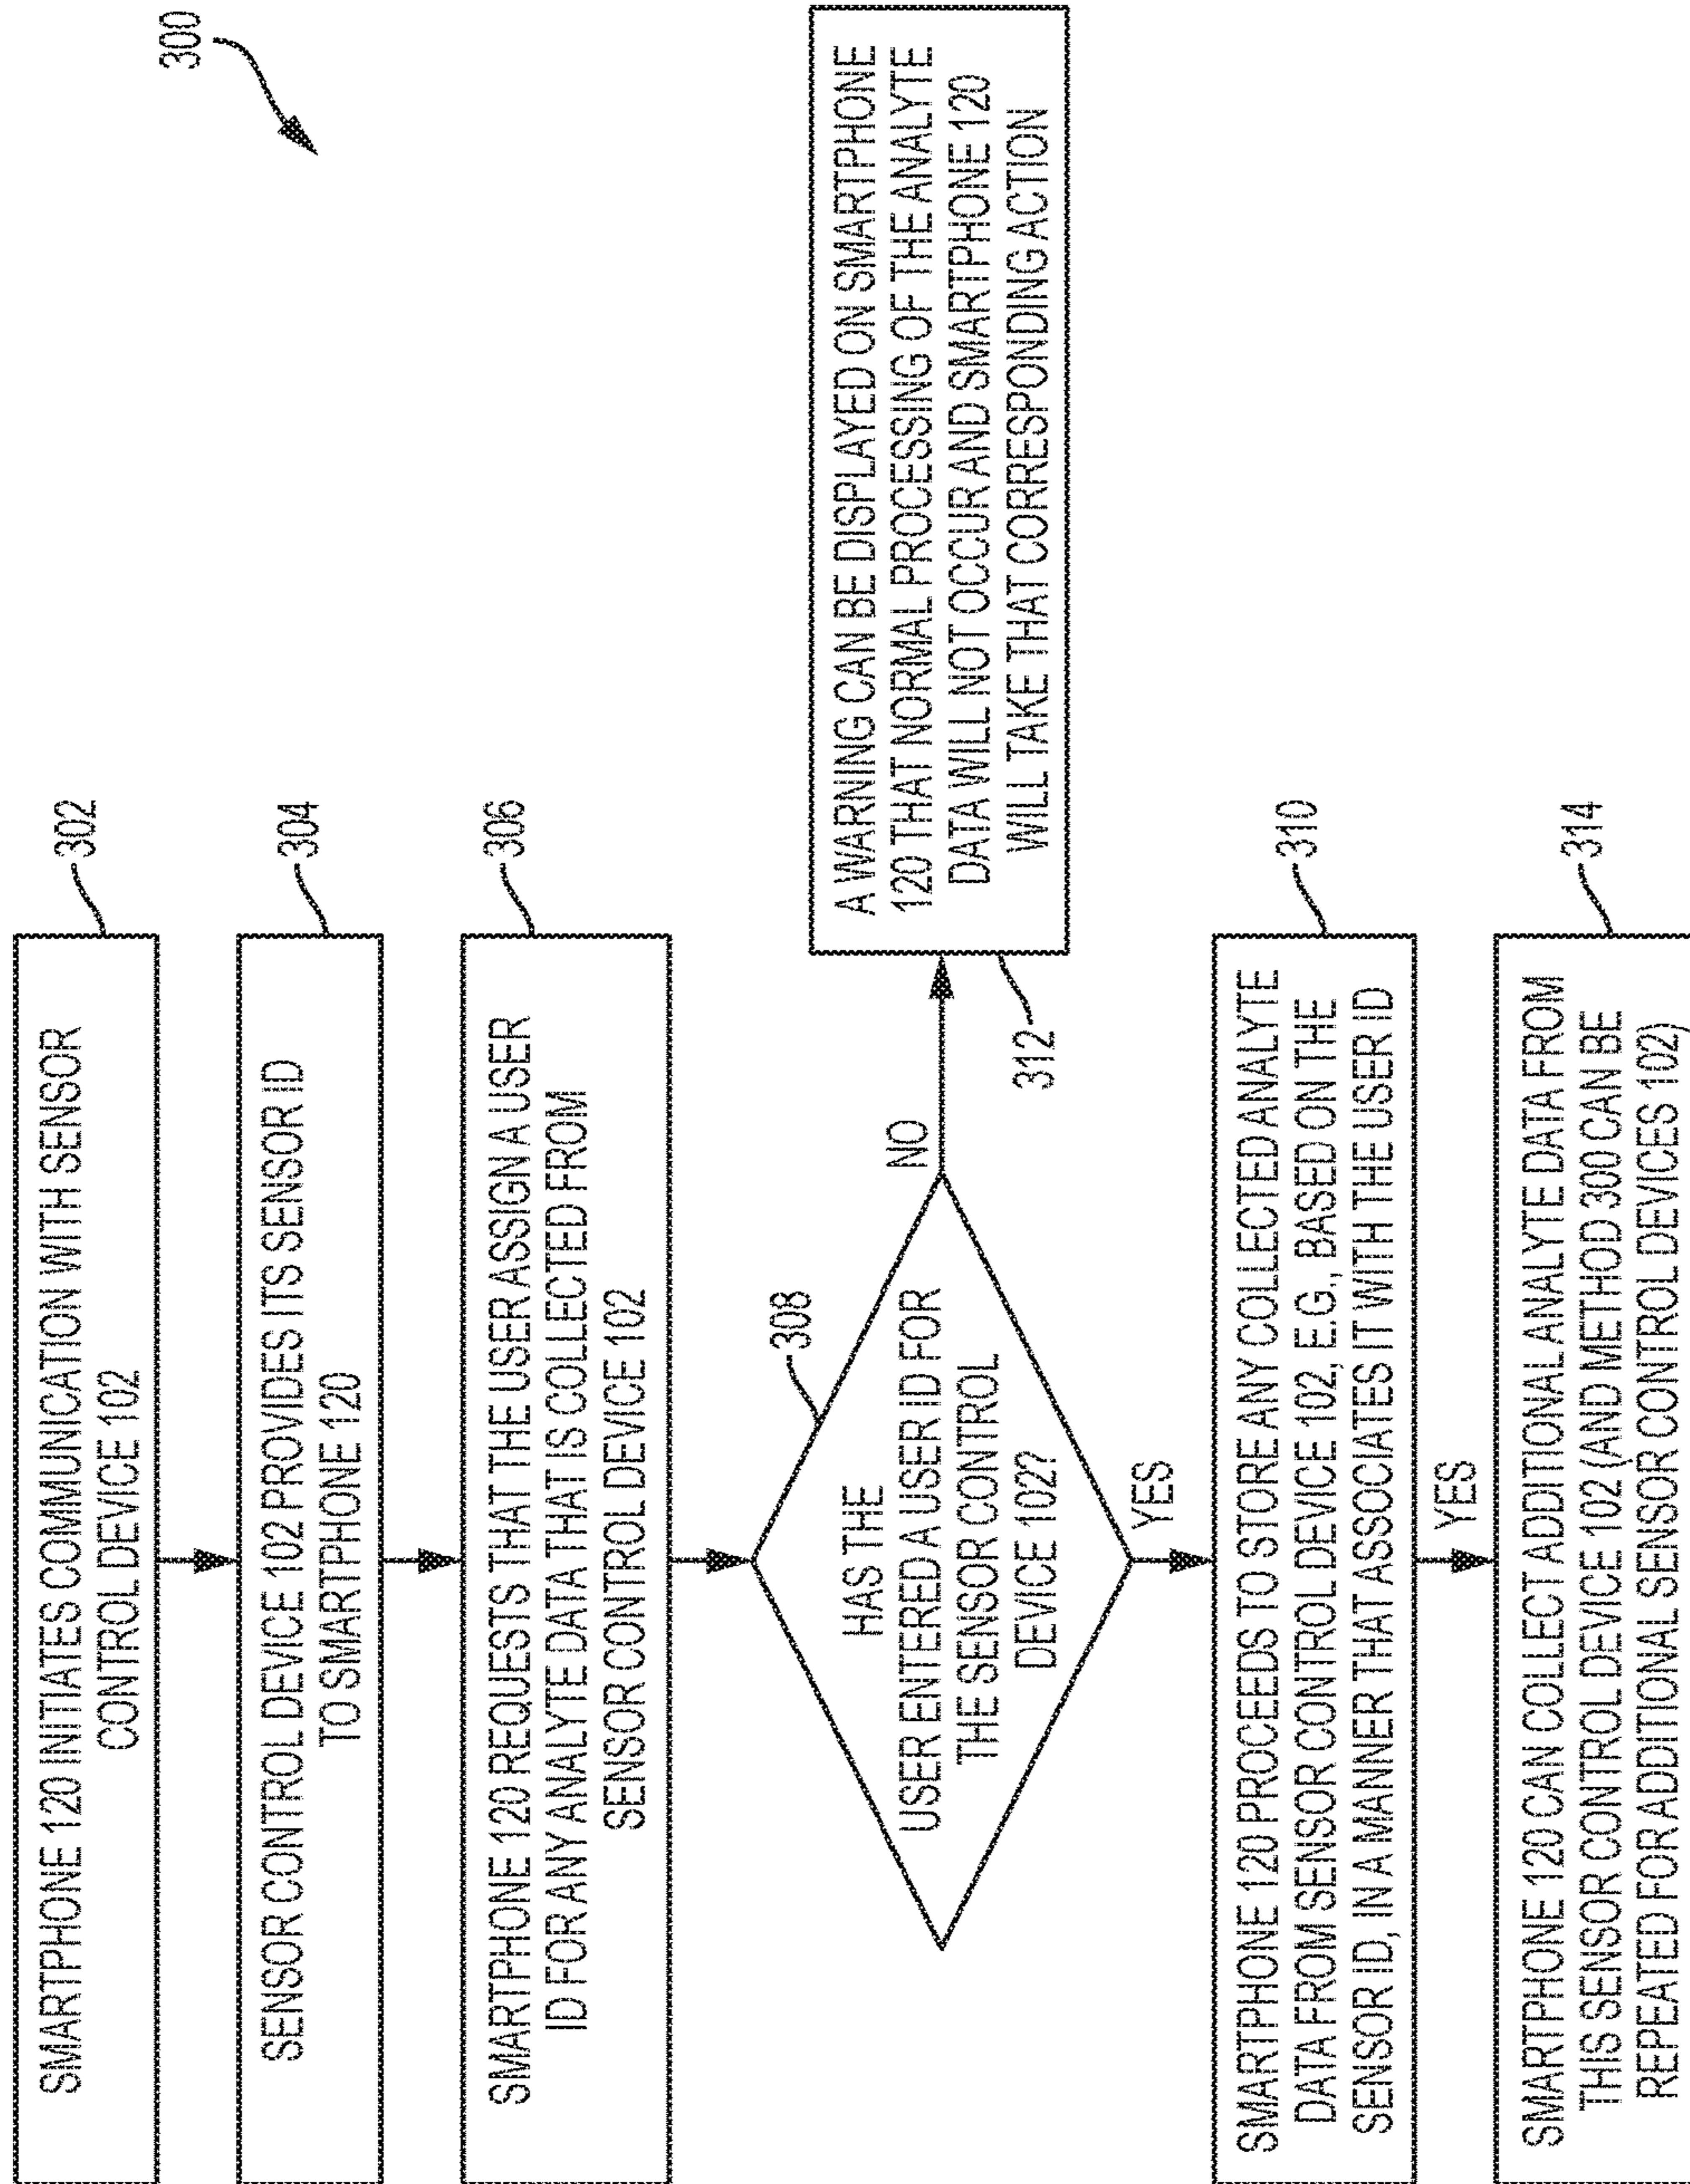 300
SMARTPHONE 120 INITIATES COMMUNICATION WITH SENSOR
CONTROL DEVICE 102
302
SENSOR CONTROL DEVICE 102 PROVIDES ITS SENSOR ID
TO SMARTPHONE 120
304
SMARTPHONE 120 REQUESTS THAT THE USER ASSIGN A USER
ID FOR ANY ANALYTE DATA THAT IS COLLECTED FROM
SENSOR CONTROL DEVICE 102
306
308
HAS THE
USER ENTERED A USER ID FOR
THE SENSOR CONTROL
DEVICE 102?
NO
A WARNING CAN BE DISPLAYED ON SMARTPHONE
120 THAT NORMAL PROCESSING OF THE ANALYTE
DATA WILL NOT OCCUR AND SMARTPHONE 120
WILL TAKE THAT CORRESPONDING ACTION
312
YES
SMARTPHONE 120 PROCEEDS TO STORE ANY COLLECTED ANALYTE
DATA FROM SENSOR CONTROL DEVICE 102, E.G., BASED ON THE
SENSOR ID, IN A MANNER THAT ASSOCIATES IT WITH THE USER ID
310
YES
SMARTPHONE 120 CAN COLLECT ADDITIONAL ANALYTE DATA FROM
THIS SENSOR CONTROL DEVICE 102 (AND METHOD 300 CAN BE
REPEATED FOR ADDITIONAL SENSOR CONTROL DEVICES 102)
314